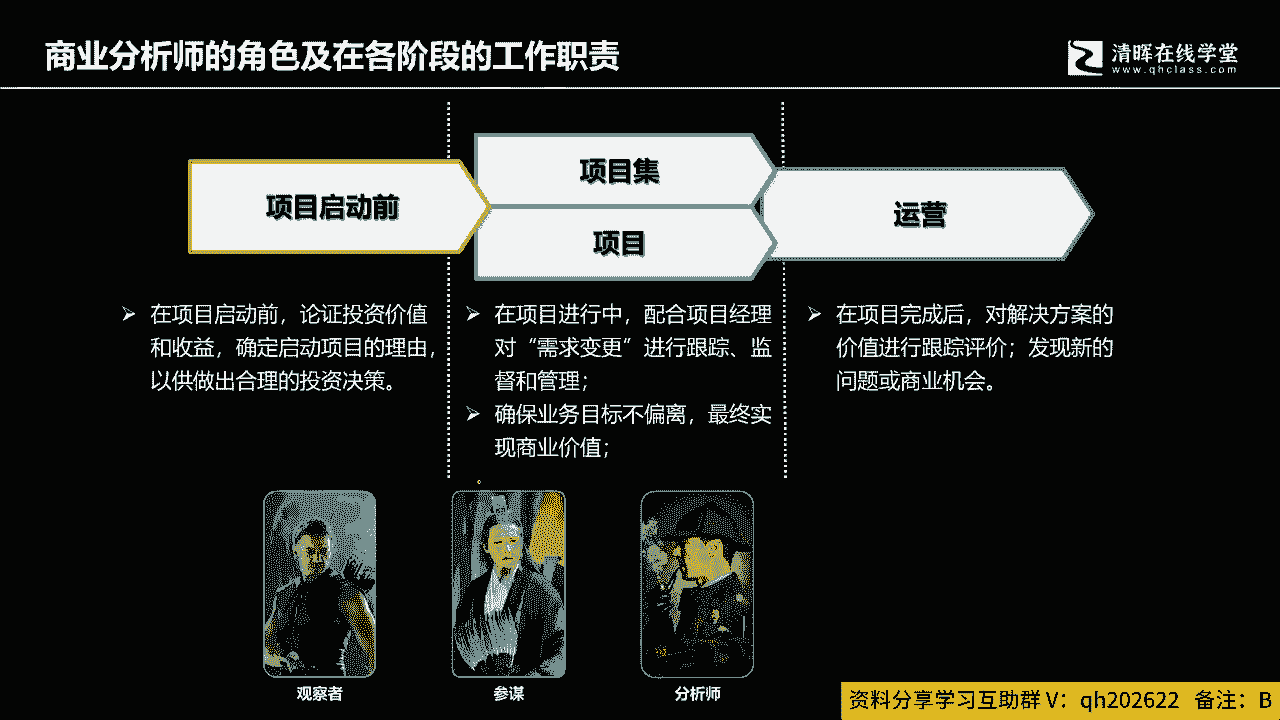 商业分析师的角色及在各阶段的工作职责
清晖在线学堂
www.qhclass.com
项目启动前
项目集
项目
运营
➢ 在项目启动前，论证投资价值
和收益，确定启动项目的理由，
以供做出合理的投资决策。
➢ 在项目进行中，配合项目经理
对“需求变更”进行跟踪、监
督和管理；
➢ 确保业务目标不偏离，最终实
现商业价值；
➢ 在项目完成后，对解决方案的
价值进行跟踪评价；发现新的
问题或商业机会。
观察者
参谋
分析师
资料分享学习互助群 V：qh202622 备注：B